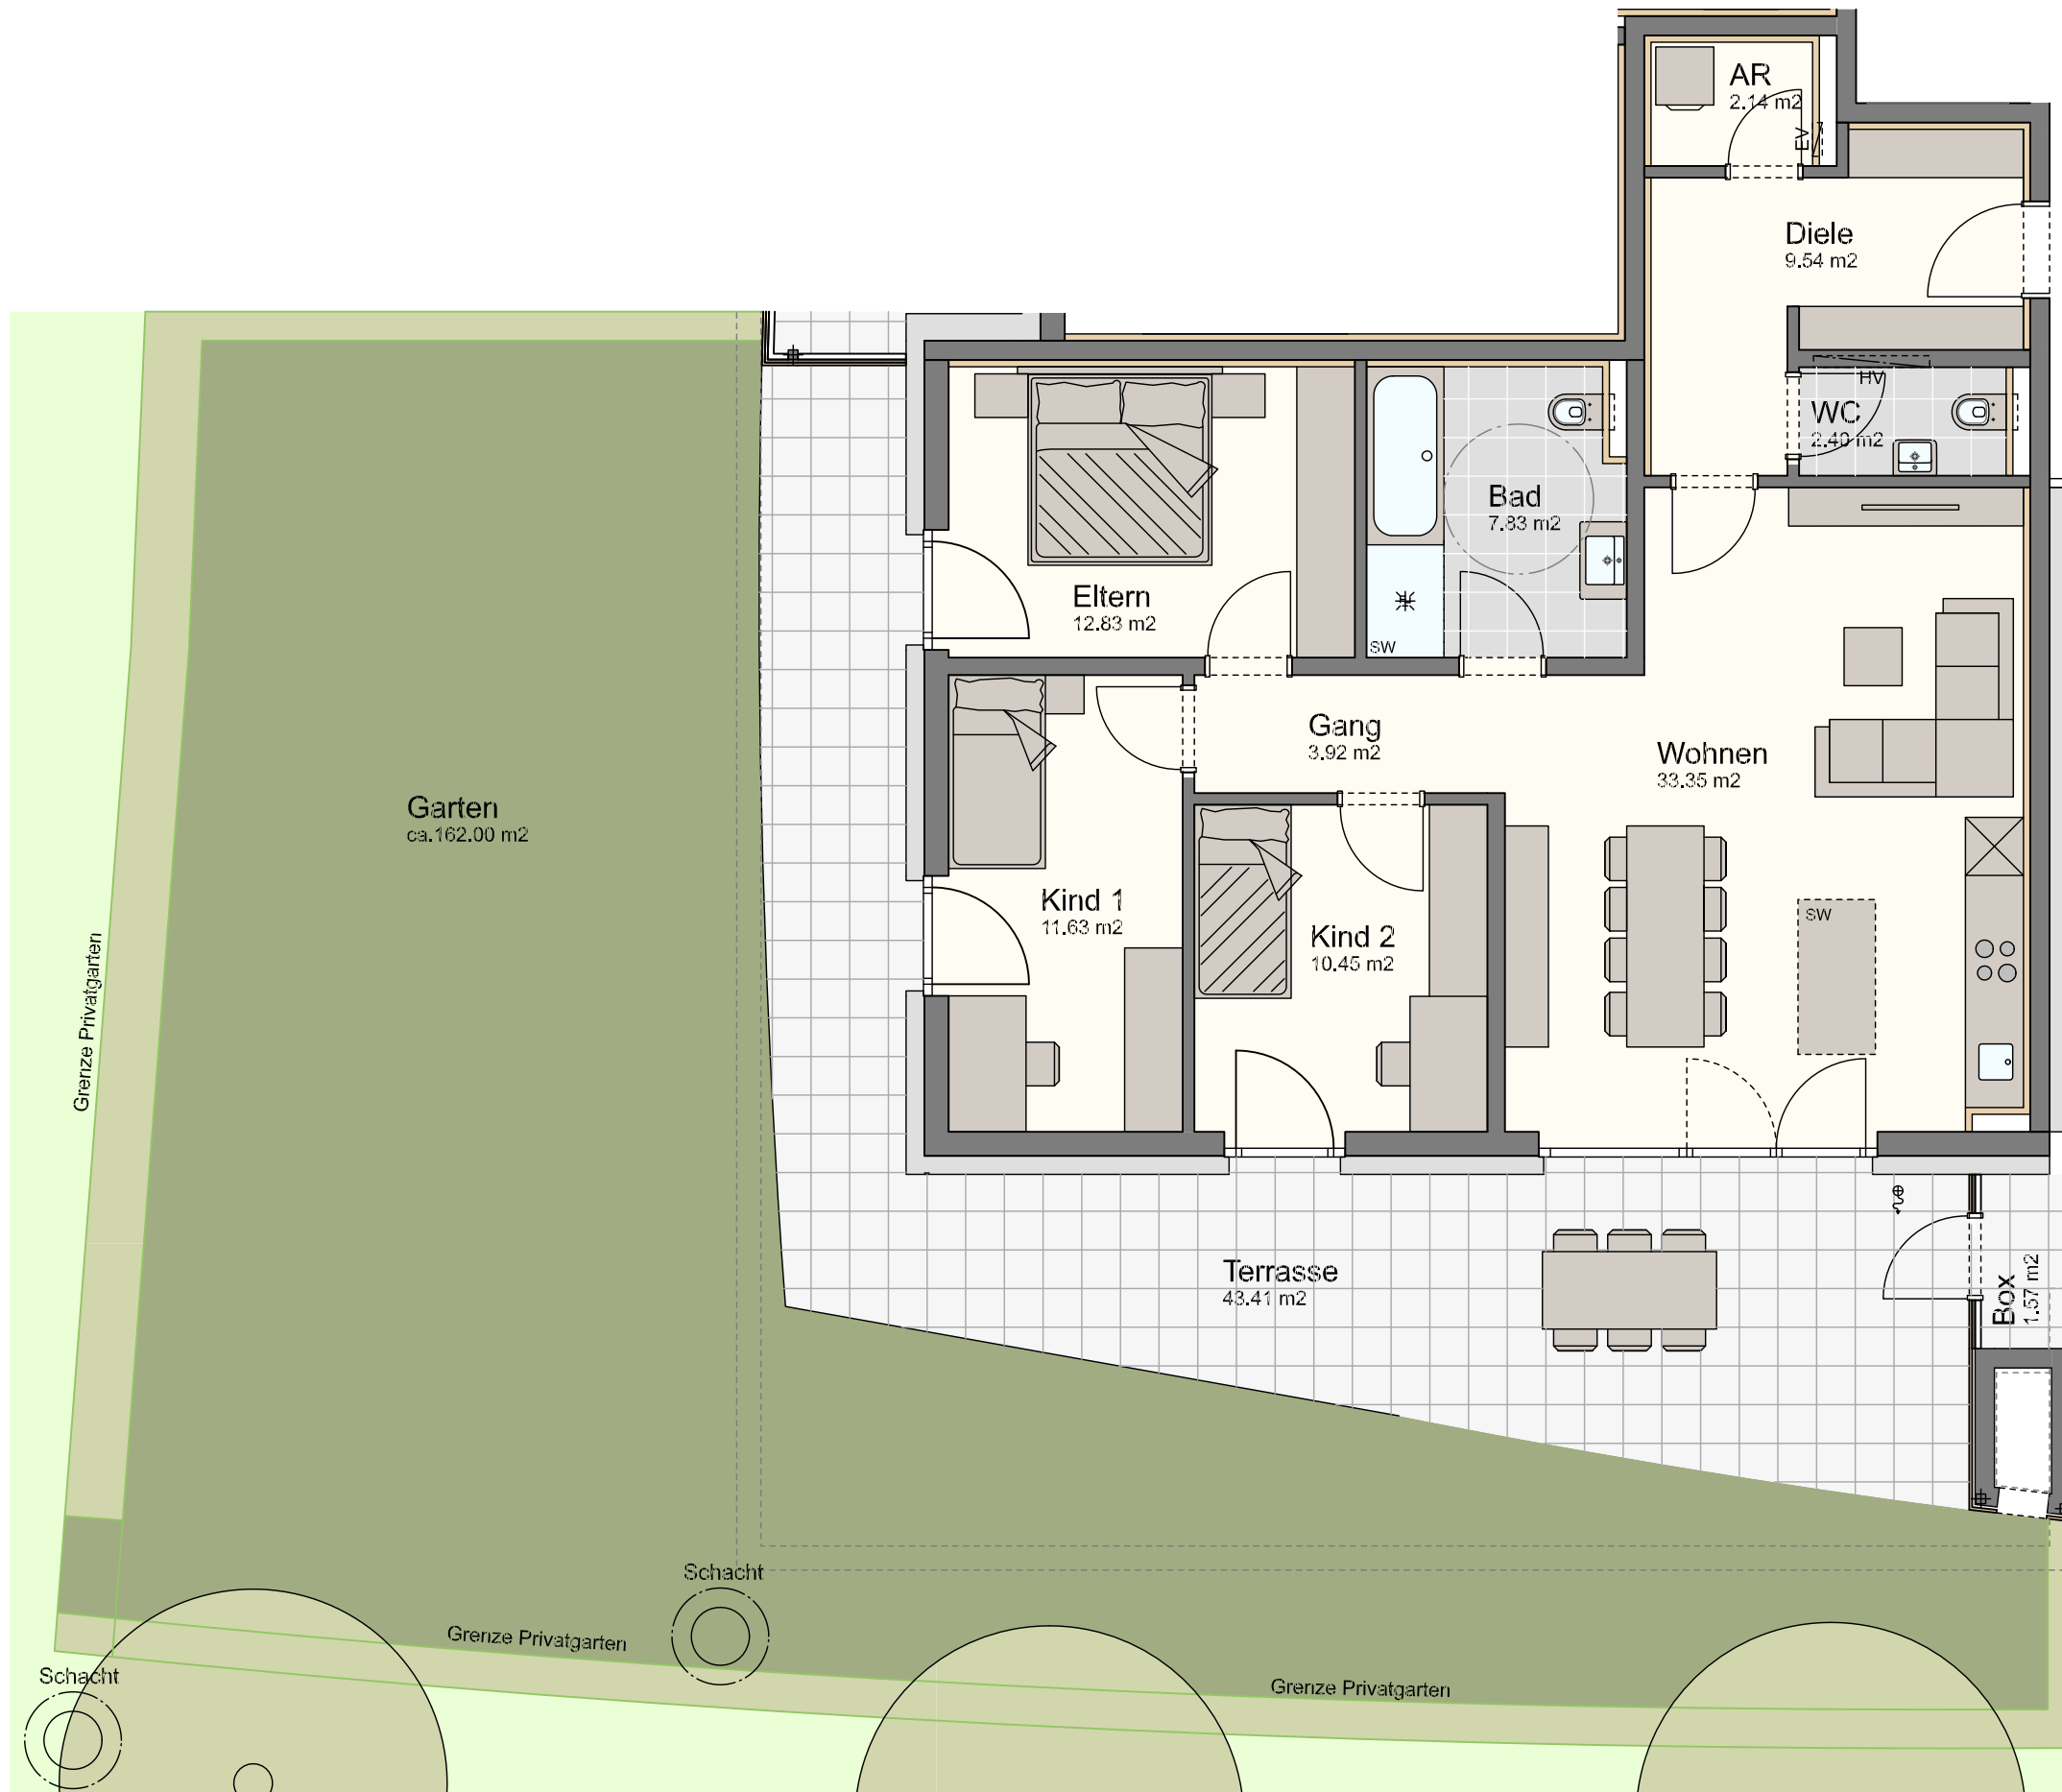 AR
2.14 m2
EV
Diele
9.54 m2
HV
WC
2.40 m2
Bad
7.83 m2
SW
Eltern
12.83 m2
Gang
3.92 m2
Wohnen
33.35 m2
Garten
ca.162.00 m2
Kind 1
11.63 m2
Kind 2
10.45 m2
SW
Grenze Privatgarten
Terrasse
43.41 m2
Box
1.57 m2
Schacht
Grenze Privatgarten
Schacht
Grenze Privatgarten